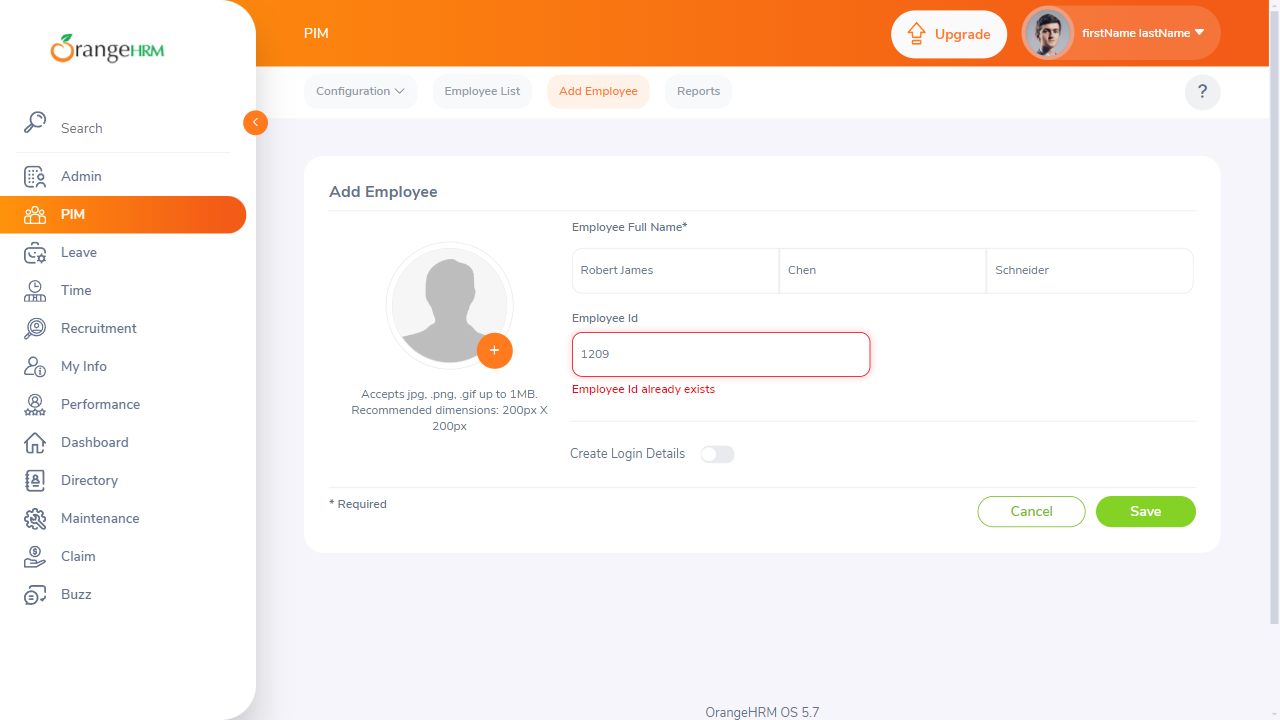 OrangeHRM
Search
Admin
PIM
Leave
Time
Recruitment
My Info
Performance
Dashboard
Directory
Maintenance
Claim
Buzz
PIM
Upgrade
firstName lastName
Configuration
Employee List
Add Employee
Reports
?
Add Employee
Accepts jpg, .png, .gif up to 1MB.
Recommended dimensions: 200px X
200px
Employee Full Name*
Robert James
Chen
Schneider
Employee Id
1209
Employee Id already exists
Create Login Details
* Required
Cancel
Save
OrangeHRM OS 5.7